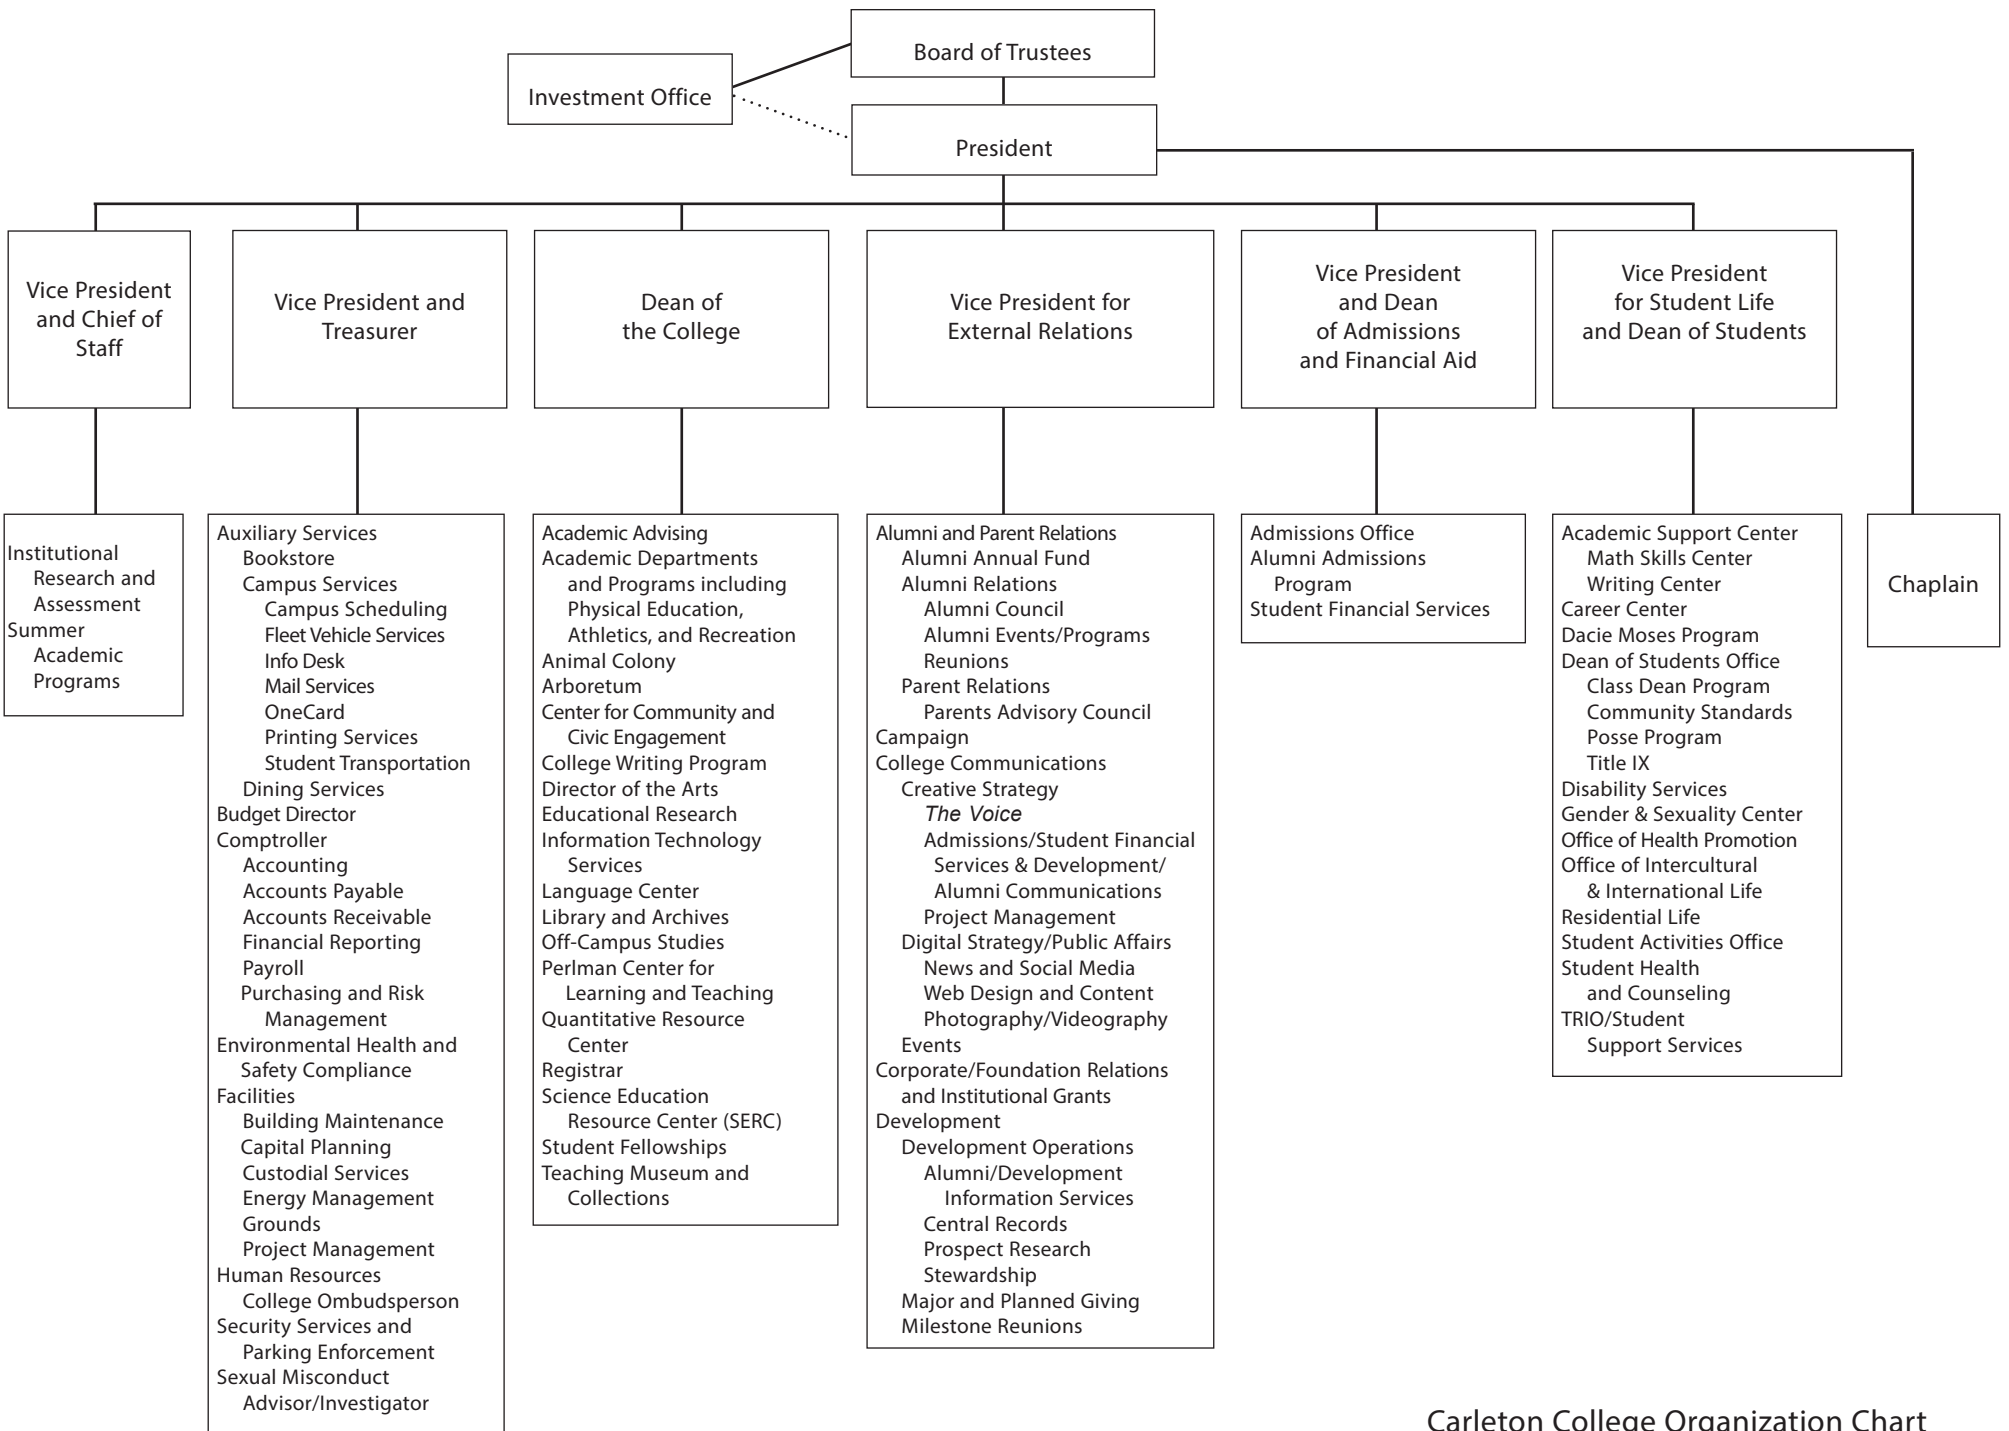 Board of Trustees
Investment Office
President
Vice President
and Chief of
Staff
Vice President and
Treasurer
Dean of
the College
Vice President for
External Relations
Vice President
and Dean
of Admissions
and Financial Aid
Vice President
for Student Life
and Dean of Students
Institutional
Research and
Assessment
Summer
Academic
Programs
Auxiliary Services
Bookstore
Campus Services
Campus Scheduling
Fleet Vehicle Services
Info Desk
Mail Services
OneCard
Printing Services
Student Transportation
Dining Services
Budget Director
Comptroller
Accounting
Accounts Payable
Accounts Receivable
Financial Reporting
Payroll
Purchasing and Risk
Management
Environmental Health and
Safety Compliance
Facilities
Building Maintenance
Capital Planning
Custodial Services
Energy Management
Grounds
Project Management
Human Resources
College Ombudsperson
Security Services and
Parking Enforcement
Sexual Misconduct
Advisor/Investigator
Academic Advising
Academic Departments
and Programs including
Physical Education,
Athletics, and Recreation
Animal Colony
Arboretum
Center for Community and
Civic Engagement
College Writing Program
Director of the Arts
Educational Research
Information Technology
Services
Language Center
Library and Archives
Off-Campus Studies
Perlman Center for
Learning and Teaching
Quantitative Resource
Center
Registrar
Science Education
Resource Center (SERC)
Student Fellowships
Teaching Museum and
Collections
Alumni and Parent Relations
Alumni Annual Fund
Alumni Relations
Alumni Council
Alumni Events/Programs
Reunions
Parent Relations
Parents Advisory Council
Campaign
College Communications
Creative Strategy
The Voice
Admissions/Student Financial
Services & Development/
Alumni Communications
Project Management
Digital Strategy/Public Affairs
News and Social Media
Web Design and Content
Photography/Videography
Events
Corporate/Foundation Relations
and Institutional Grants
Development
Development Operations
Alumni/Development
Information Services
Central Records
Prospect Research
Stewardship
Major and Planned Giving
Milestone Reunions
Admissions Office
Alumni Admissions
Program
Student Financial Services
Academic Support Center
Math Skills Center
Writing Center
Career Center
Dacie Moses Program
Dean of Students Office
Class Dean Program
Community Standards
Posse Program
Title IX
Disability Services
Gender & Sexuality Center
Office of Health Promotion
Office of Intercultural
& International Life
Residential Life
Student Activities Office
Student Health
and Counseling
TRIO/Student
Support Services
Chaplain
Carleton College Organization Chart